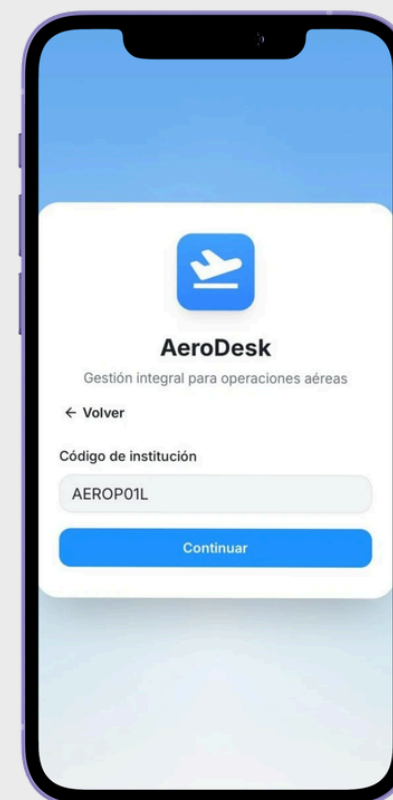 AeroDesk
Gestión integral para operaciones aéreas
← Volver
Código de institución
AEROP01L
Continuar